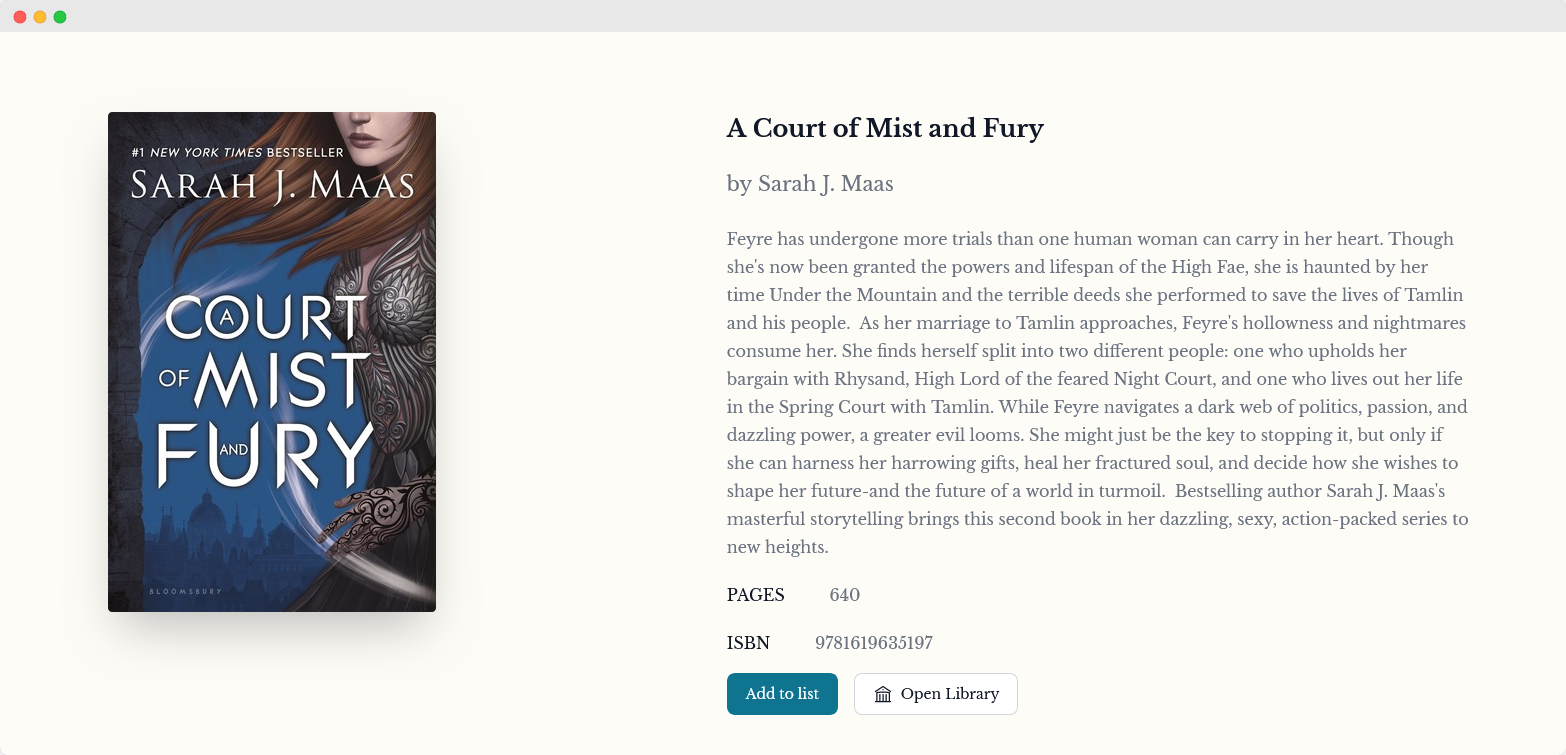 #1 NEW YORK TIMES BESTSELLER
SARAH J. MAAS
A
COURT
OF MIST
AND
FURY
BLOOMSBURY
A Court of Mist and Fury
by Sarah J. Maas
Feyre has undergone more trials than one human woman can carry in her heart. Though
she's now been granted the powers and lifespan of the High Fae, she is haunted by her
time Under the Mountain and the terrible deeds she performed to save the lives of Tamlin
and his people.  As her marriage to Tamlin approaches, Feyre's hollowness and nightmares
consume her. She finds herself split into two different people: one who upholds her
bargain with Rhysand, High Lord of the feared Night Court, and one who lives out her life
in the Spring Court with Tamlin. While Feyre navigates a dark web of politics, passion, and
dazzling power, a greater evil looms. She might just be the key to stopping it, but only if
she can harness her harrowing gifts, heal her fractured soul, and decide how she wishes to
shape her future-and the future of a world in turmoil.  Bestselling author Sarah J. Maas's
masterful storytelling brings this second book in her dazzling, sexy, action-packed series to
new heights.
PAGES 640
ISBN 9781619635197
Add to list Open Library